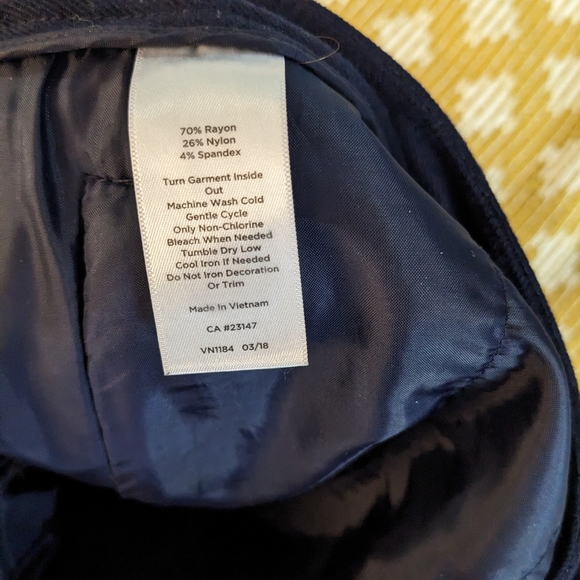 70% Rayon
26% Nylon
4% Spandex
Turn Garment Inside
Out
Machine Wash Cold
Gentle Cycle
Only Non-Chlorine
Bleach When Needed
Tumble Dry Low
Cool Iron If Needed
Do Not Iron Decoration
Or Trim
Made In Vietnam
CA #23147
VN1184 03/18